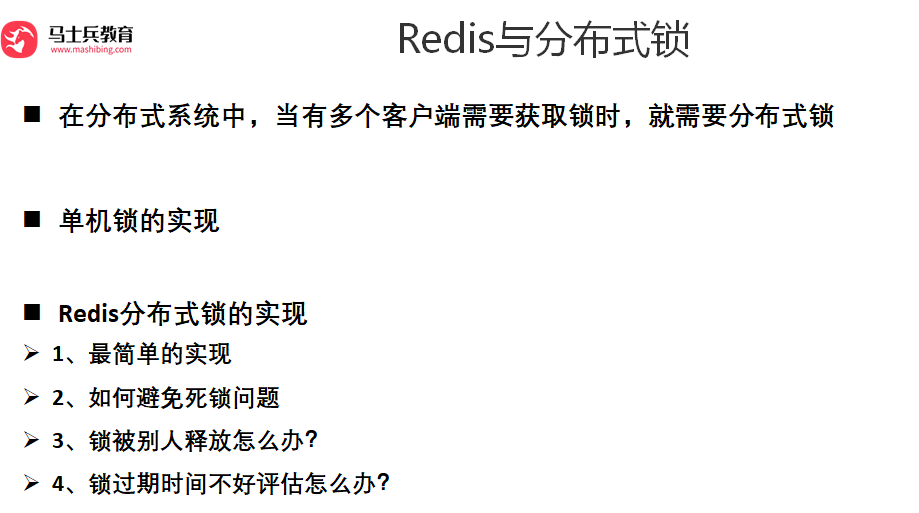 马士兵教育
www.mashibing.com
Redis与分布式锁
■ 在分布式系统中，当有多个客户端需要获取锁时，就需要分布式锁
■ 单机锁的实现
■ Redis分布式锁的实现
➢ 1、最简单的实现
➢ 2、如何避免死锁问题
➢ 3、锁被别人释放怎么办？
➢ 4、锁过期时间不好评估怎么办？